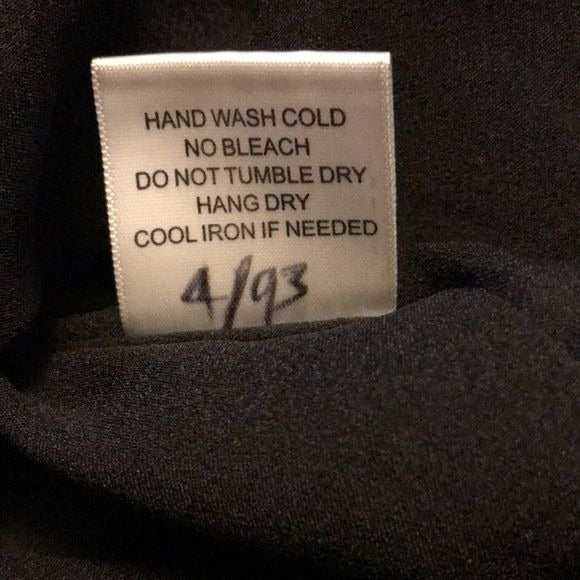 HAND WASH COLD
NO BLEACH
DO NOT TUMBLE DRY
HANG DRY
COOL IRON IF NEEDED
4/93